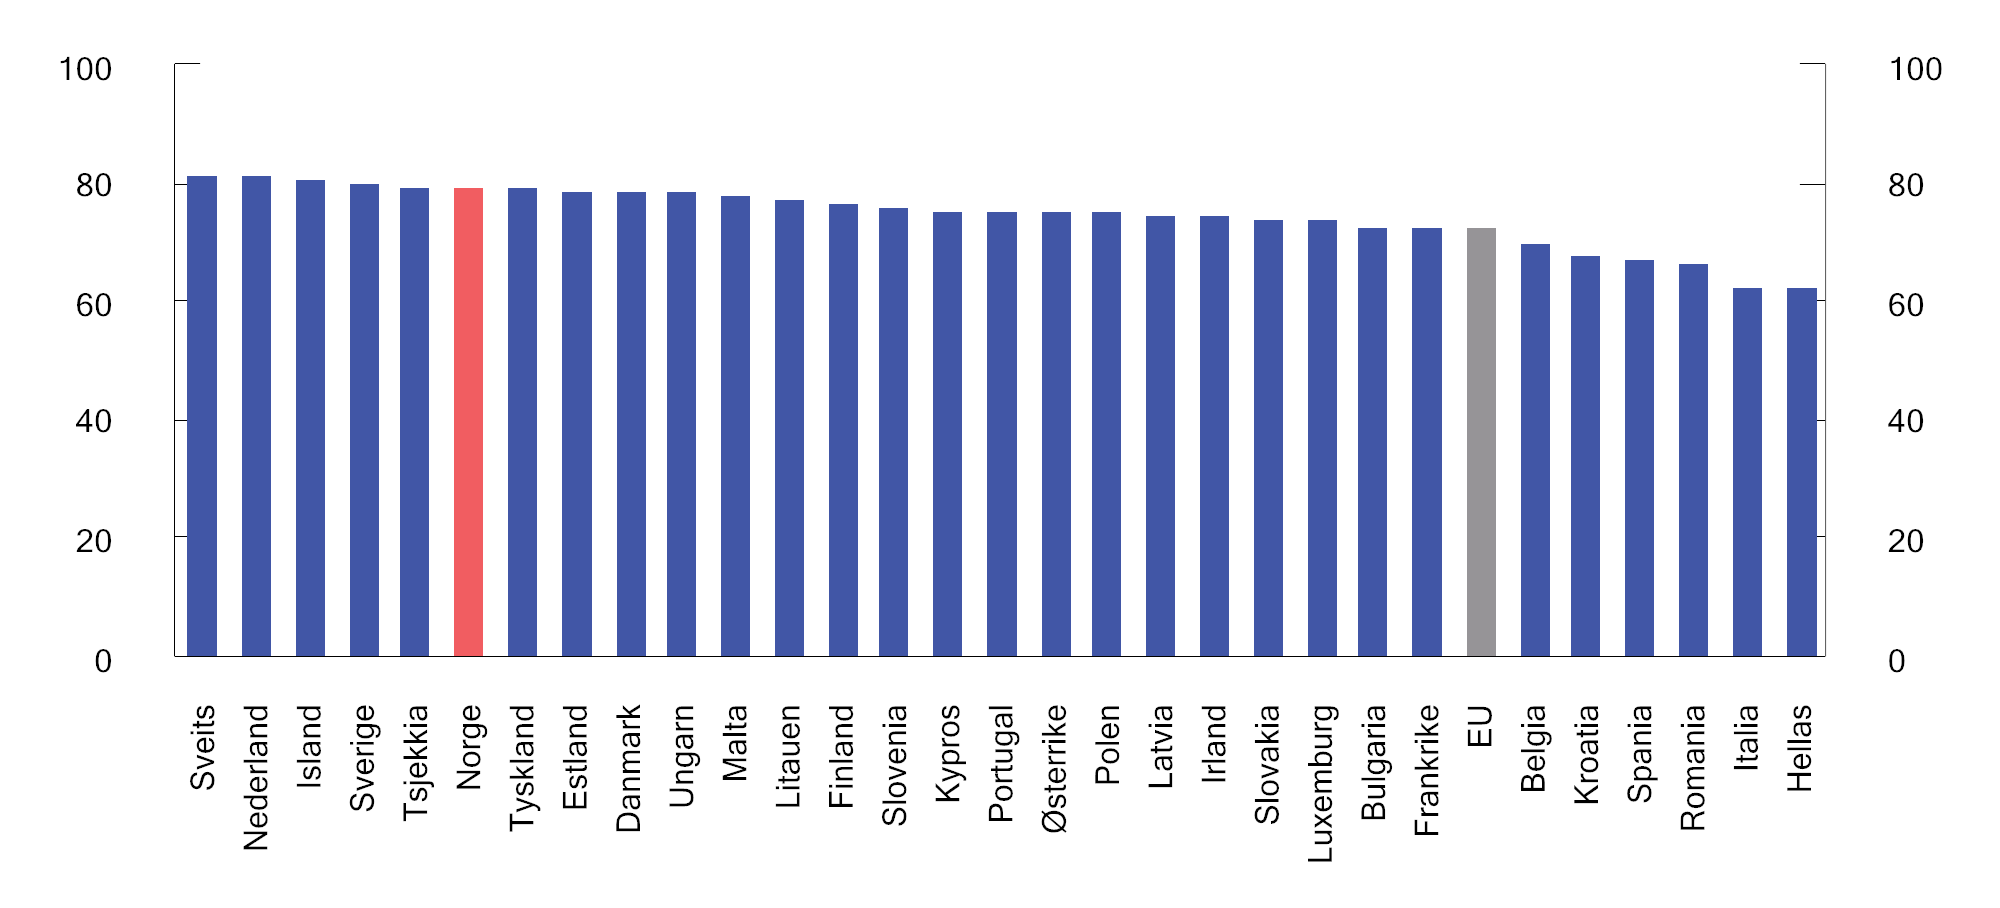 100
80
60
40
20
0
100
80
60
40
20
0
Sveits
Nederland
Island
Sverige
Tsjekkia
Norge
Tyskland
Estland
Danmark
Ungarn
Malta
Litauen
Finland
Slovenia
Kypros
Portugal
Østerrike
Polen
Latvia
Irland
Slovakia
Luxemburg
Bulgaria
Frankrike
EU
Belgia
Kroatia
Spania
Romania
Italia
Hellas